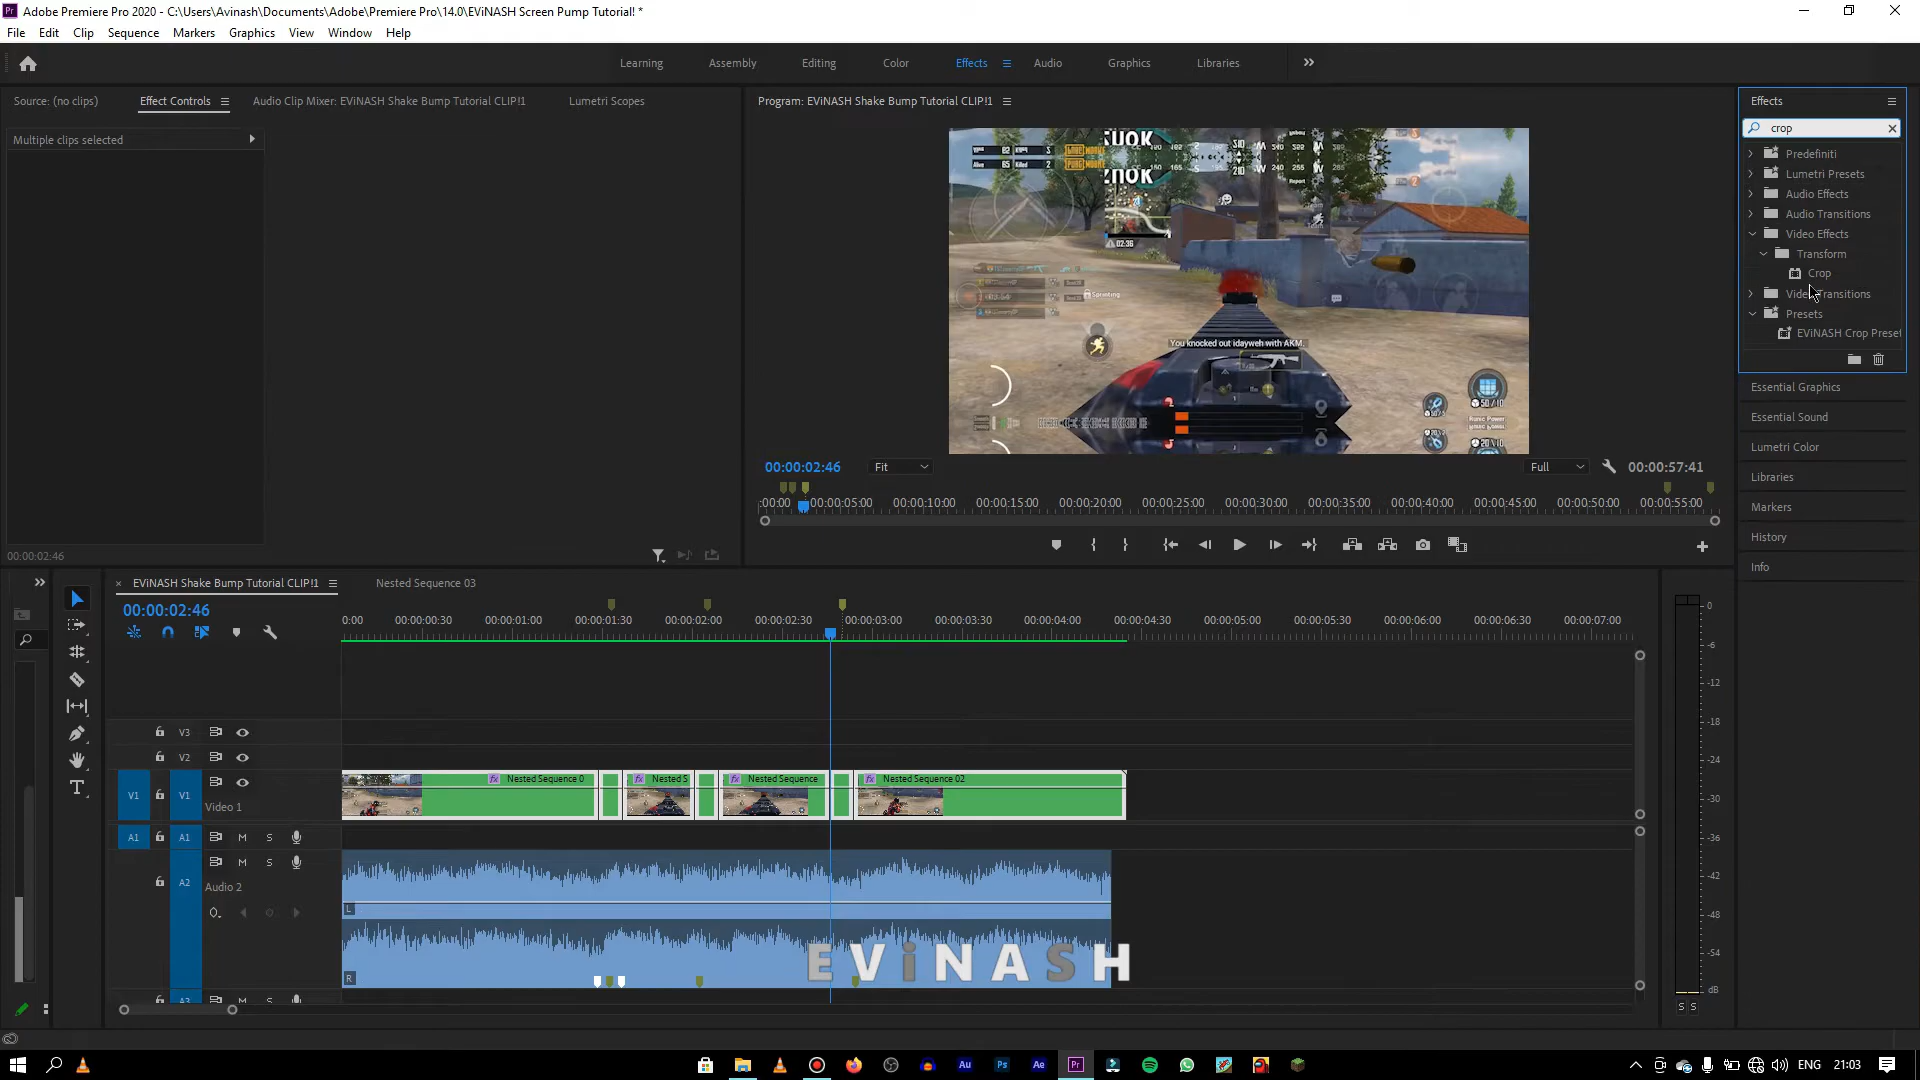 Adobe Premiere Pro 2020 - C:\Users\Avinash\Documents\Adobe\Premiere Pro\14.0\EViNASH Screen Pump Tutorial! *
File Edit Clip Sequence Markers Graphics View Window Help
Learning Assembly Editing Color Effects Audio Graphics Libraries
Source: (no clips) Effect Controls Audio Clip Mixer: EViNASH Shake Bump Tutorial CLIP!1 Lumetri Scopes
Program: EViNASH Shake Bump Tutorial CLIP!1
Effects
Multiple clips selected
crop
Predefiniti
Lumetri Presets
Audio Effects
Audio Transitions
Video Effects
Transform
Crop
Video Transitions
Presets
EViNASH Crop Preset
Essential Graphics
Essential Sound
Lumetri Color
Libraries
Markers
History
Info
02:36
Sprinting
You knocked out idayweh with AKM.
00:00:02:46 Fit Full 00:00:57:41
:00:00 00:00:05:00 00:00:10:00 00:00:15:00 00:00:20:00 00:00:25:00 00:00:30:00 00:00:35:00 00:00:40:00 00:00:45:00 00:00:50:00 00:00:55:00
00:00:02:46
EViNASH Shake Bump Tutorial CLIP!1 Nested Sequence 03
00:00:02:46
0:00 00:00:00:30 00:00:01:00 00:00:01:30 00:00:02:00 00:00:02:30 00:00:03:00 00:00:03:30 00:00:04:00 00:00:04:30 00:00:05:00 00:00:05:30 00:00:06:00 00:00:06:30 00:00:07:00
V3
V2
V1 V1 Video 1
fx Nested Sequence 0 fx Nested S fx Nested Sequence fx Nested Sequence 02
A1 A1 M S
A2 M S
Audio 2
L
R
A3 M S
EViNASH
0
-6
-12
-18
-24
-30
-36
-42
-48
-54
dB
S S
Au Ps Ae Pr
ENG 21:03